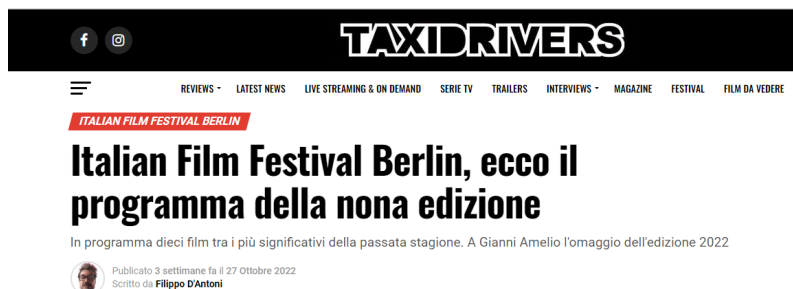 TAXIDRIVERS
REVIEWS LATEST NEWS LIVE STREAMING & ON DEMAND SERIE TV TRAILERS INTERVIEWS MAGAZINE FESTIVAL FILM DA VEDERE
ITALIAN FILM FESTIVAL BERLIN
Italian Film Festival Berlin, ecco il
programma della nona edizione
In programma dieci film tra i più significativi della passata stagione. A Gianni Amelio l'omaggio dell'edizione 2022
Publicato 3 settimane fa il 27 Ottobre 2022
Scritto da Filippo D'Antoni